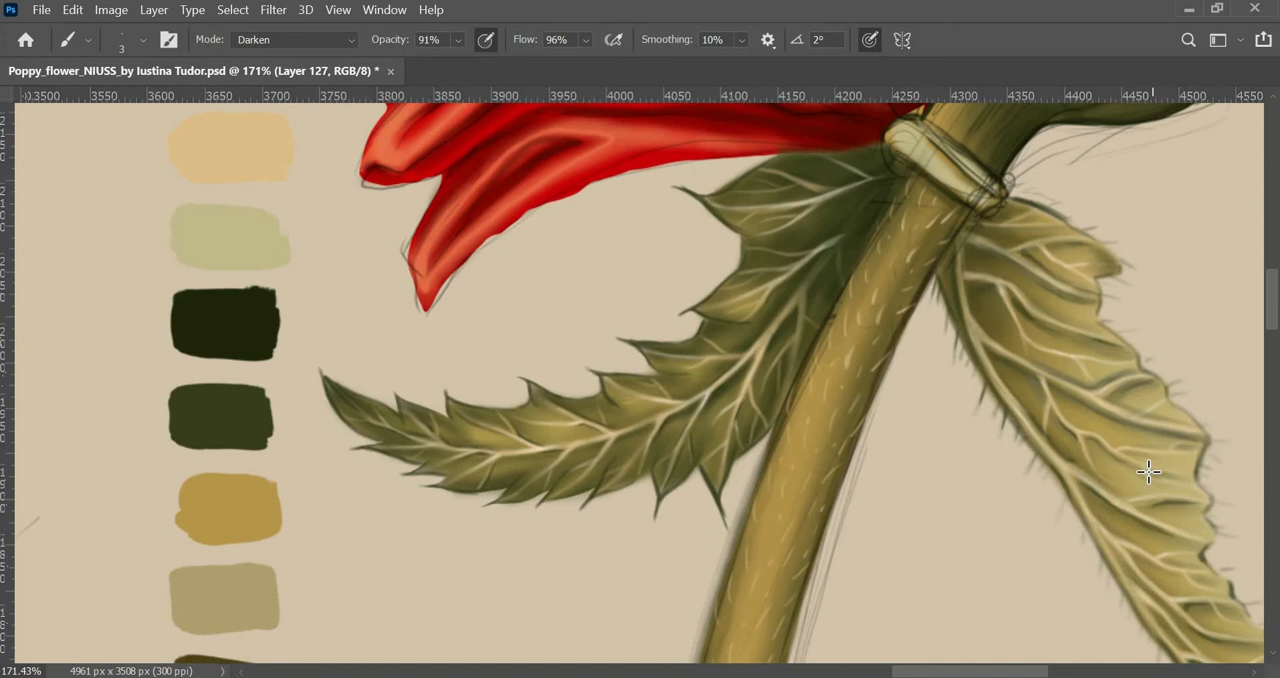 Ps File Edit Image Layer Type Select Filter 3D View Window Help
3 Mode: Darken Opacity: 91% Flow: 96% Smoothing: 10% 2°
Poppy_flower_NIUSS_by Iustina Tudor.psd @ 171% (Layer 127, RGB/8) * ×
3500 3550 3600 3650 3700 3750 3800 3850 3900 3950 4000 4050 4100 4150 4200 4250 4300 4350 4400 4450 4500 4550
171.43% 4961 px x 3508 px (300 ppi)